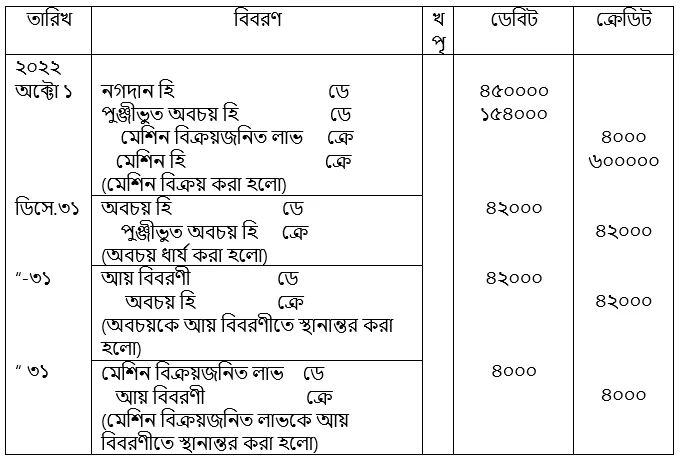 তারিখ বিবরণ খ পৃ ডেবিট ক্রেডিট
২০২২
অক্টো ১ নগদান হি ডে ৪৫০০০০
পুঞ্জীভুত অবচয় হি ডে ১৫৪০০০
মেশিন বিক্রয়জনিত লাভ ক্রে ৪০০০
মেশিন হি ক্রে ৬০০০০০
(মেশিন বিক্রয় করা হলো)
ডিসে.৩১ অবচয় হি ডে ৪২০০০
পুঞ্জীভুত অবচয় হি ক্রে ৪২০০০
(অবচয় ধার্য করা হলো)
“-৩১ আয় বিবরণী ডে ৪২০০০
অবচয় হি ক্রে ৪২০০০
(অবচয়কে আয় বিবরণীতে স্থানান্তর করা
হলো)
“ ৩১ মেশিন বিক্রয়জনিত লাভ ডে ৪০০০
আয় বিবরণী ক্রে ৪০০০
(মেশিন বিক্রয়জনিত লাভকে আয়
বিবরণীতে স্থানান্তর করা হলো)